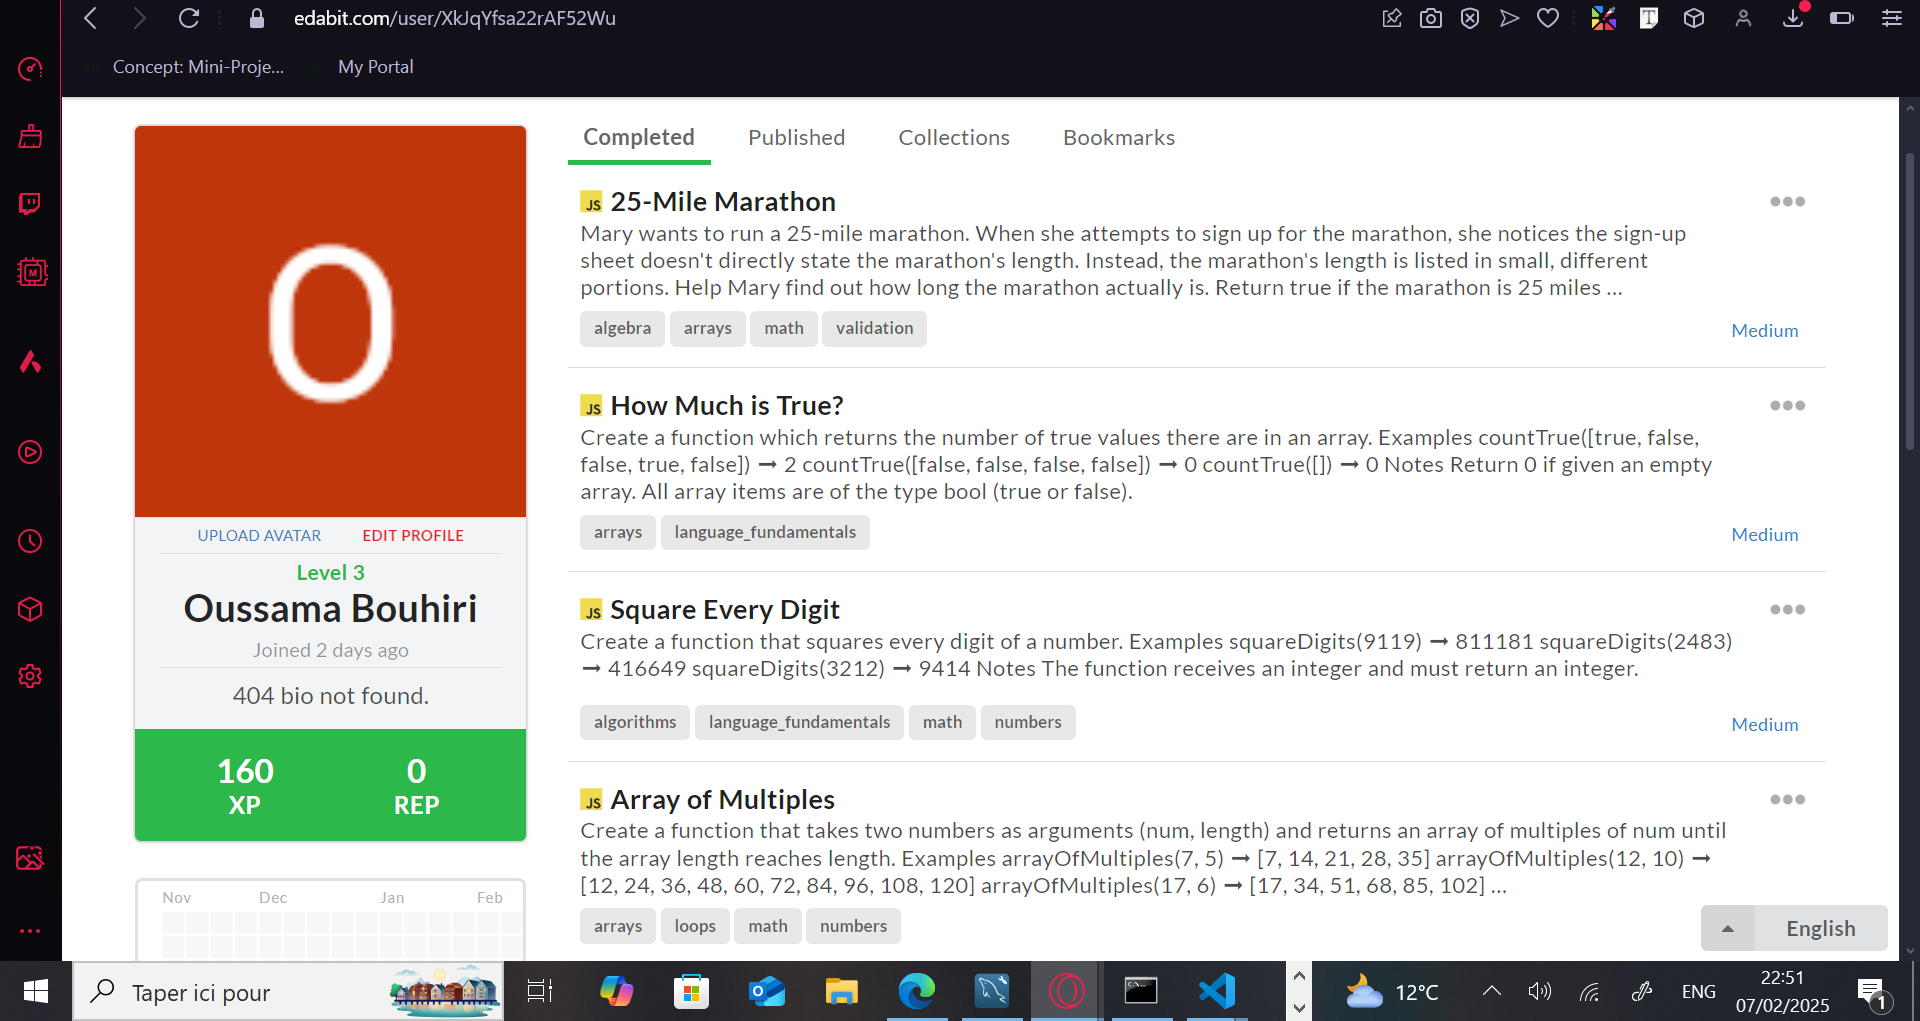 edabit.com/user/XkJqYfsa22rAF52Wu
Concept: Mini-Proje...
My Portal
O
UPLOAD AVATAR
EDIT PROFILE
Level 3
Oussama Bouhiri
Joined 2 days ago
404 bio not found.
160
XP
0
REP
Nov
Dec
Jan
Feb
Completed
Published
Collections
Bookmarks
JS
25-Mile Marathon
Mary wants to run a 25-mile marathon. When she attempts to sign up for the marathon, she notices the sign-up
sheet doesn't directly state the marathon's length. Instead, the marathon's length is listed in small, different
portions. Help Mary find out how long the marathon actually is. Return true if the marathon is 25 miles ...
algebra
arrays
math
validation
Medium
JS
How Much is True?
Create a function which returns the number of true values there are in an array. Examples countTrue([true, false,
false, true, false]) ➞ 2 countTrue([false, false, false, false]) ➞ 0 countTrue([]) ➞ 0 Notes Return 0 if given an empty
array. All array items are of the type bool (true or false).
arrays
language_fundamentals
Medium
JS
Square Every Digit
Create a function that squares every digit of a number. Examples squareDigits(9119) ➞ 811181 squareDigits(2483)
➞ 416649 squareDigits(3212) ➞ 9414 Notes The function receives an integer and must return an integer.
algorithms
language_fundamentals
math
numbers
Medium
JS
Array of Multiples
Create a function that takes two numbers as arguments (num, length) and returns an array of multiples of num until
the array length reaches length. Examples arrayOfMultiples(7, 5) ➞ [7, 14, 21, 28, 35] arrayOfMultiples(12, 10) ➞
[12, 24, 36, 48, 60, 72, 84, 96, 108, 120] arrayOfMultiples(17, 6) ➞ [17, 34, 51, 68, 85, 102] ...
arrays
loops
math
numbers
English
Taper ici pour
12°C
ENG
22:51
07/02/2025
1